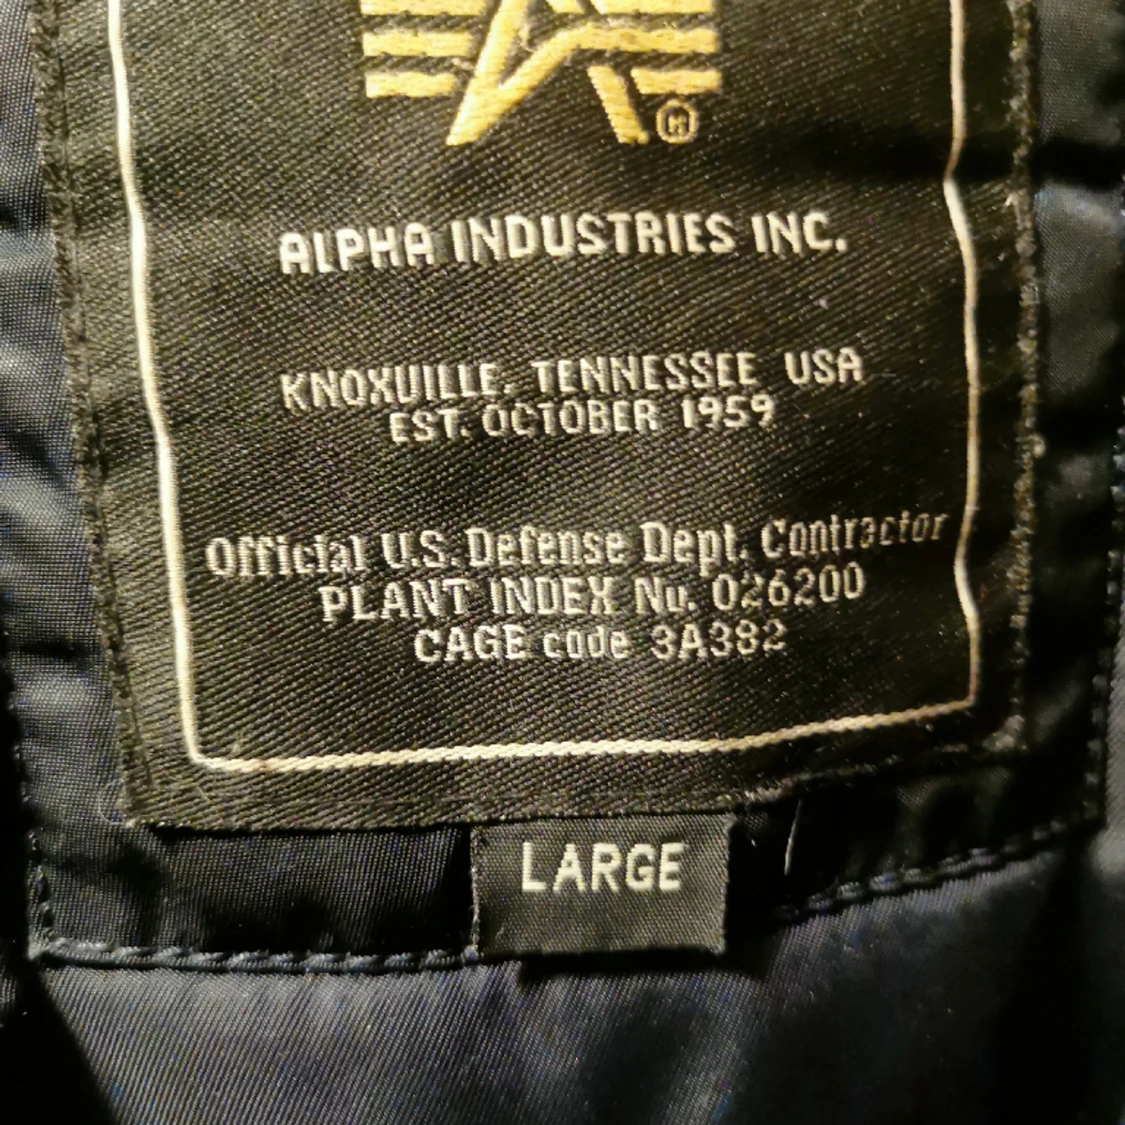 ALPHA INDUSTRIES INC.
KNOXVILLE, TENNESSEE USA
EST. OCTOBER 1959
Official U.S. Defense Dept. Contractor
PLANT INDEX No. 026200
CAGE code 3A382
LARGE